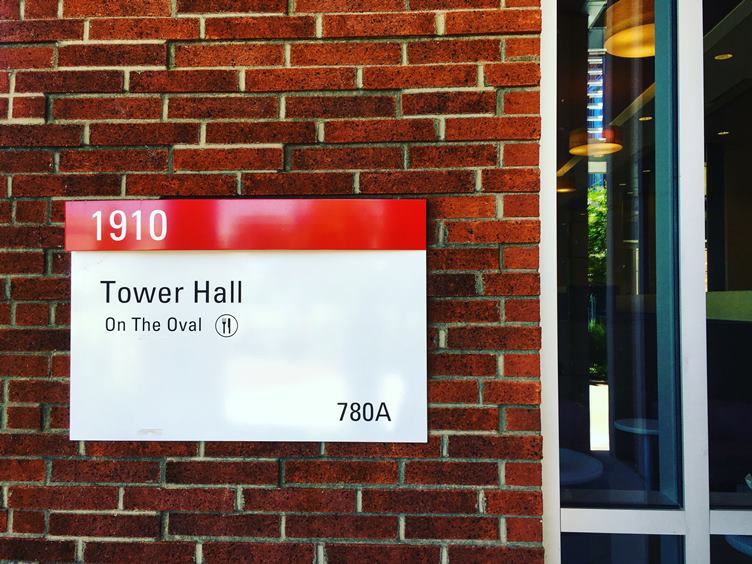 1910
Tower Hall
On The Oval
780A